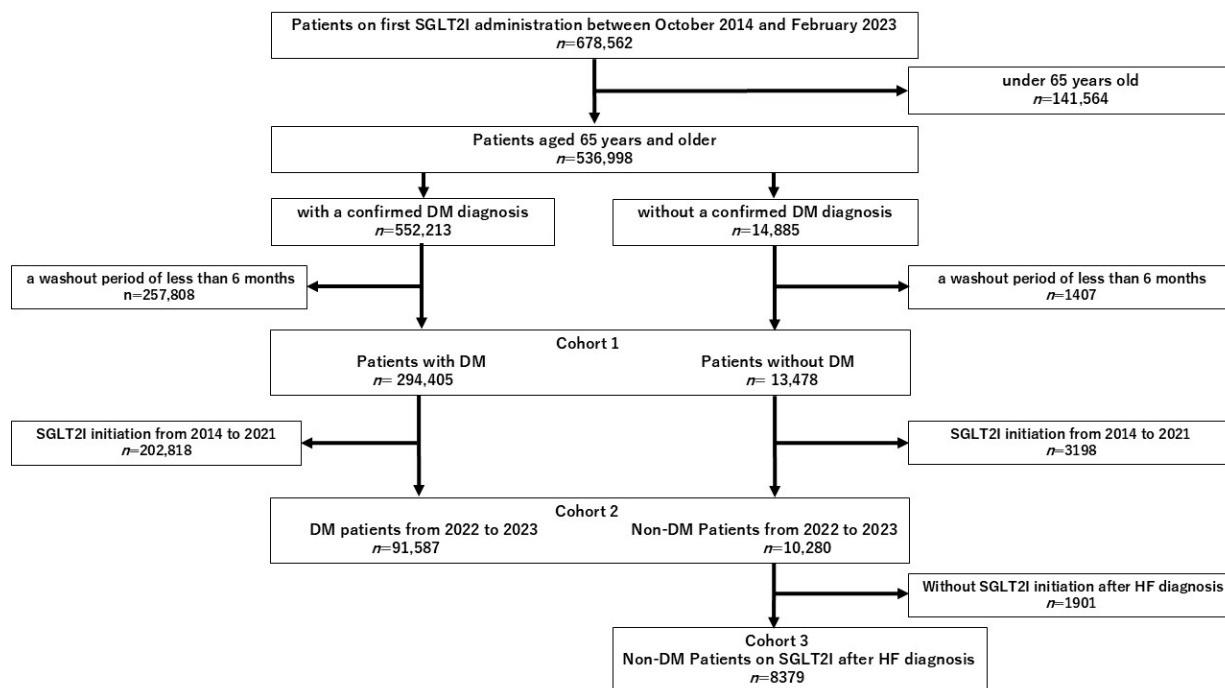 Patients on first SGLT2I administration between October 2014 and February 2023
n=678,562
under 65 years old
n=141,564
Patients aged 65 years and older
n=536,998
with a confirmed DM diagnosis
n=552,213
without a confirmed DM diagnosis
n=14,885
a washout period of less than 6 months
n=257,808
a washout period of less than 6 months
n=1407
Cohort 1
Patients with DM
n= 294,405
Patients without DM
n= 13,478
SGLT2I initiation from 2014 to 2021
n=202,818
SGLT2I initiation from 2014 to 2021
n=3198
Cohort 2
DM patients from 2022 to 2023
n=91,587
Non-DM Patients from 2022 to 2023
n=10,280
Without SGLT2I initiation after HF diagnosis
n=1901
Cohort 3
Non-DM Patients on SGLT2I after HF diagnosis
n=8379